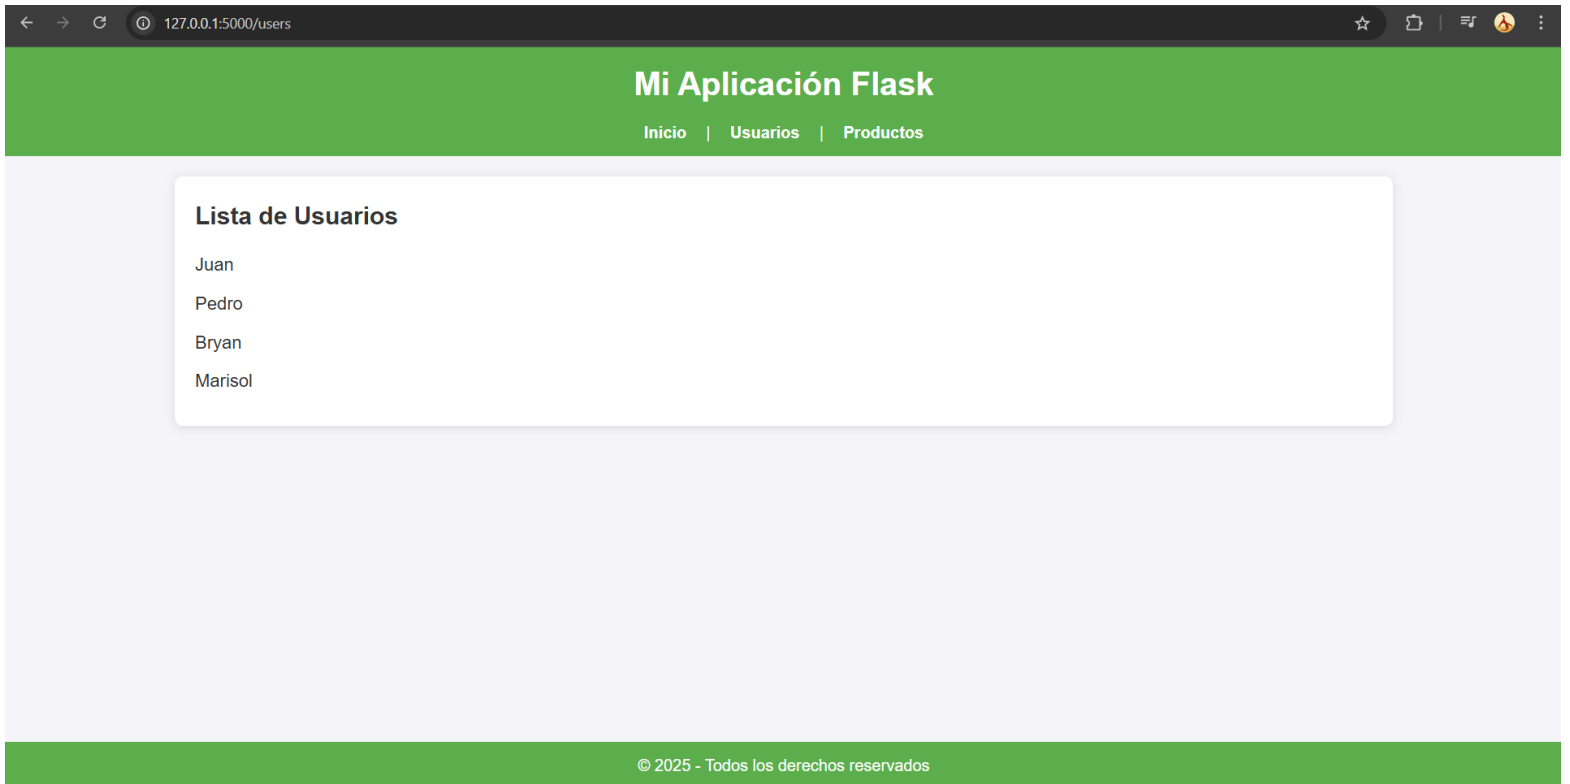 127.0.0.1:5000/users
Mi Aplicación Flask
Inicio | Usuarios | Productos
Lista de Usuarios
Juan
Pedro
Bryan
Marisol
© 2025 - Todos los derechos reservados